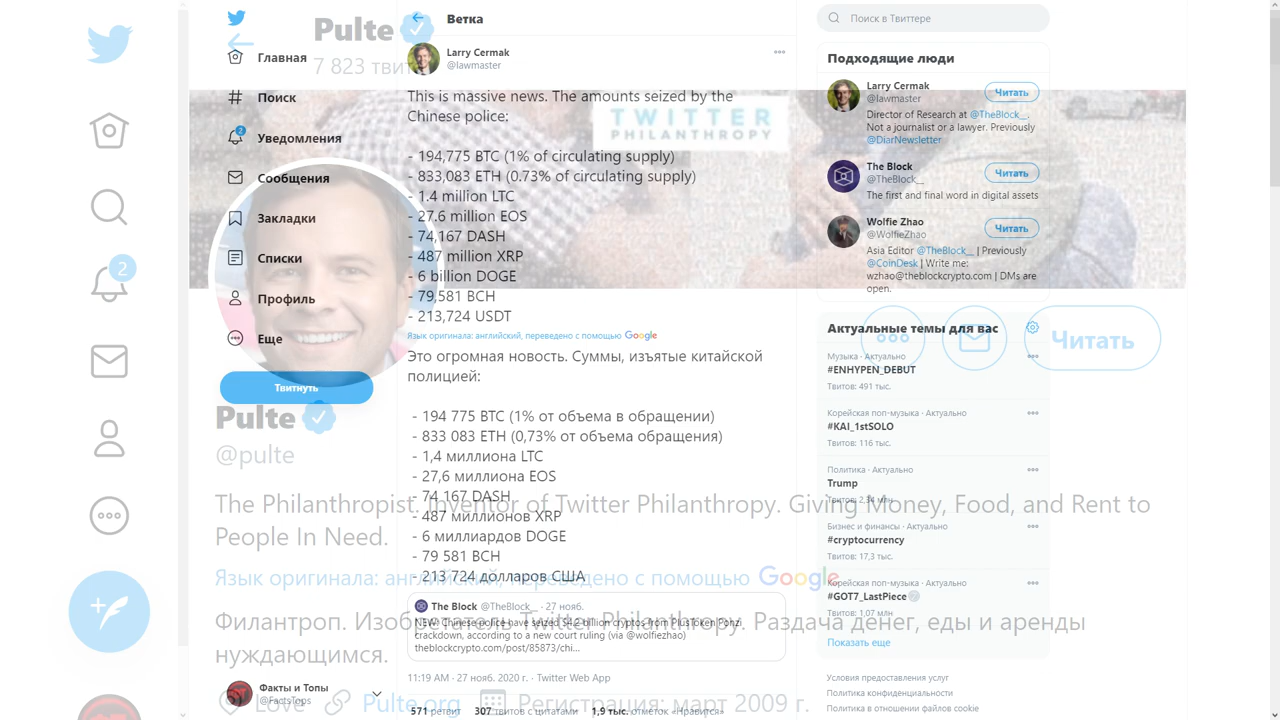 Главная
Поиск
2
Уведомления
Сообщения
Закладки
Списки
Профиль
Еще
Твитнуть
Факты и Топы
@FactsTops
Ветка
Larry Cermak
@lawmaster
This is massive news. The amounts seized by the
Chinese police:
- 194,775 BTC (1% of circulating supply)
- 833,083 ETH (0.73% of circulating supply)
- 1.4 million LTC
- 27,6 million EOS
- 74,167 DASH
- 487 million XRP
- 6 billion DOGE
- 79,581 BCH
- 213,724 USDT
Язык оригинала: английский, переведено с помощью Google
Это огромная новость. Суммы, изъятые китайской
полицией:
- 194 775 BTC (1% от объема в обращении)
- 833 083 ETH (0,73% от объема обращения)
- 1,4 миллиона LTC
- 27,6 миллиона EOS
- 74 167 DASH
- 487 миллионов XRP
- 6 миллиардов DOGE
- 79 581 BCH
- 213 724 долларов США
The Block @TheBlock__ · 27 нояб.
NEW: Chinese police have seized $4.2 billion cryptos from PlusToken Ponzi
crackdown, according to a new court ruling (via @wolfiezhao)
theblockcrypto.com/post/85873/chi...
11:19 AM · 27 нояб. 2020 г. · Twitter Web App
571 ретвит 307 твитов с цитатами 1,9 тыс. отметок «Нравится»
Поиск в Твиттере
Подходящие люди
Larry Cermak
@lawmaster
Читать
Director of Research at @TheBlock__.
Not a journalist or a lawyer. Previously
@DiarNewsletter
The Block
@TheBlock__
Читать
The first and final word in digital assets
Wolfie Zhao
@WolfieZhao
Читать
Asia Editor @TheBlock__ | Previously
@CoinDesk | Write me:
wzhao@theblockcrypto.com | DMs are
open.
Актуальные темы для вас
Музыка · Актуально
#ENHYPEN_DEBUT
Твитов: 491 тыс.
Корейская поп-музыка · Актуально
#KAI_1stSOLO
Твитов: 116 тыс.
Политика · Актуально
Trump
Твитов: 2,34 млн
Бизнес и финансы · Актуально
#cryptocurrency
Твитов: 17,3 тыс.
Корейская поп-музыка · Актуально
#GOT7_LastPiece
Твитов: 1,07 млн
Показать еще
Условия предоставления услуг
Политика конфиденциальности
Политика в отношении файлов cookie
Pulte
7 823 твит
TWITTER
PHILANTHROPY
2
Читать
Pulte
@pulte
The Philanthropist. Inventor of Twitter Philanthropy. Giving Money, Food, and Rent to
People In Need.
Язык оригинала: английский, переведено с помощью Google
Филантроп. Изобретатель Twitter Philanthropy. Раздача денег, еды и аренды
нуждающимся.
Love Pulte.org Регистрация: март 2009 г.